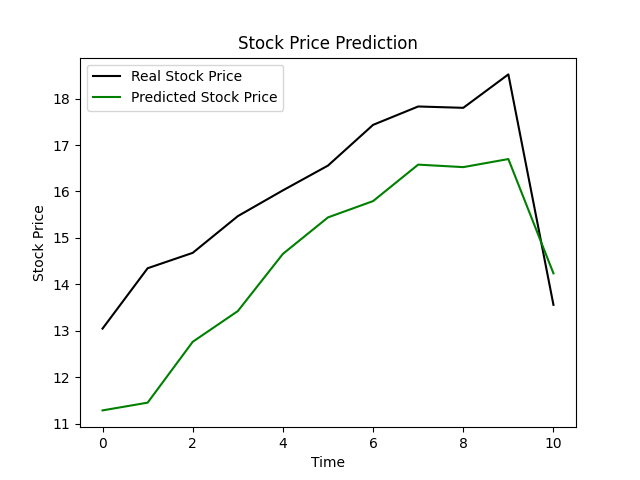 Stock Price Prediction
Real Stock Price
Predicted Stock Price
18
17
16
15
14
13
12
11
Stock Price
0 2 4 6 8 10
Time